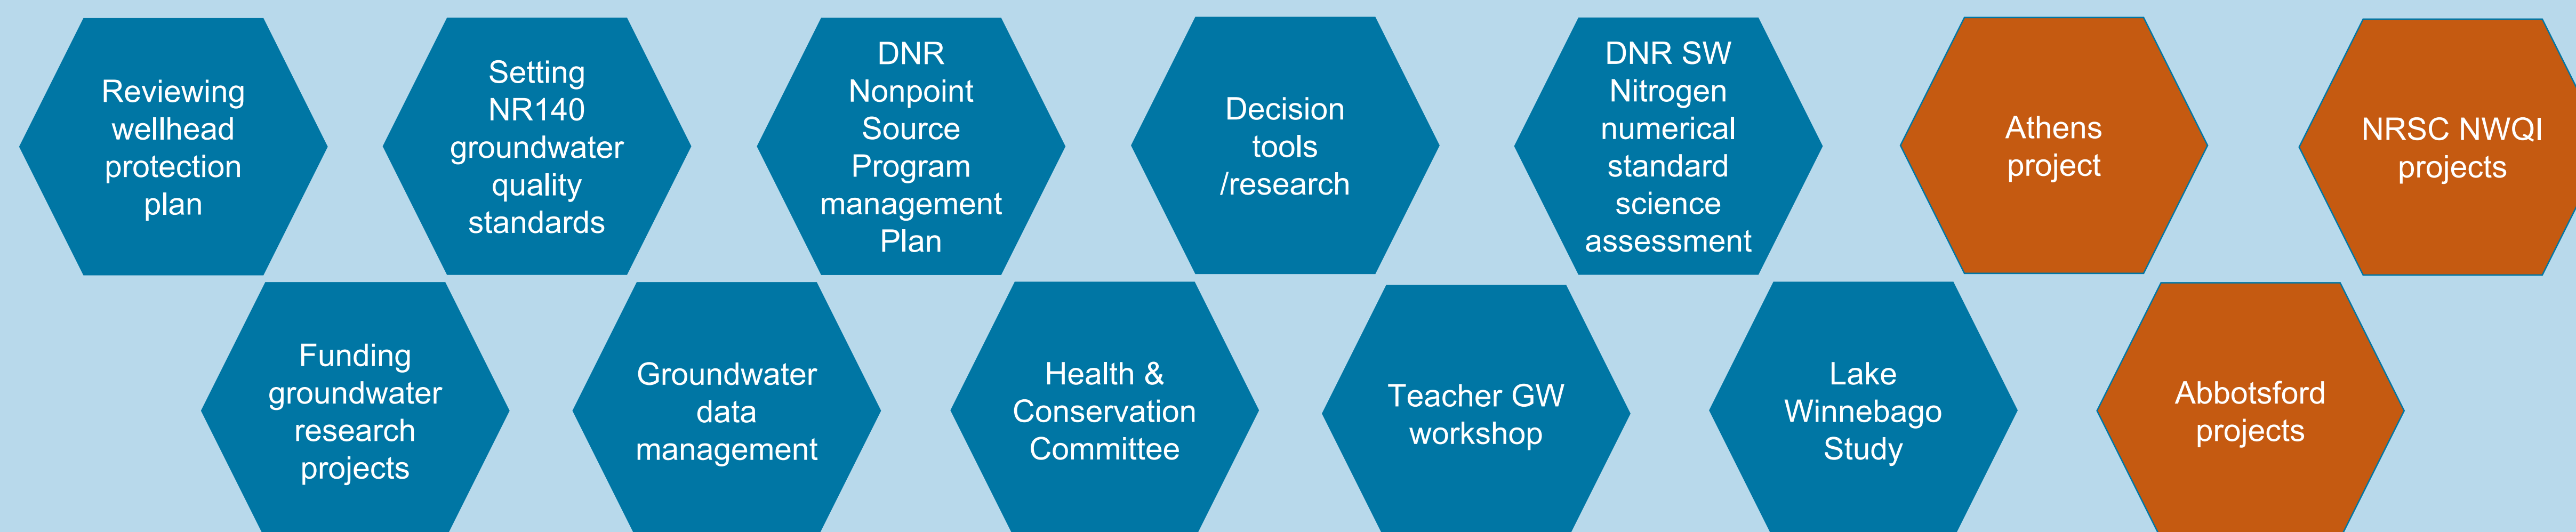 Reviewing
wellhead
protection
plan
Setting
NR140
groundwater
quality
standards
DNR
Nonpoint
Source
Program
management
Plan
Decision
tools
/research
DNR SW
Nitrogen
numerical
standard
science
assessment
Athens
project
NRSC NWQI
projects
Funding
groundwater
research
projects
Groundwater
data
management
Health &
Conservation
Committee
Teacher GW
workshop
Lake
Winnebago
Study
Abbotsford
projects